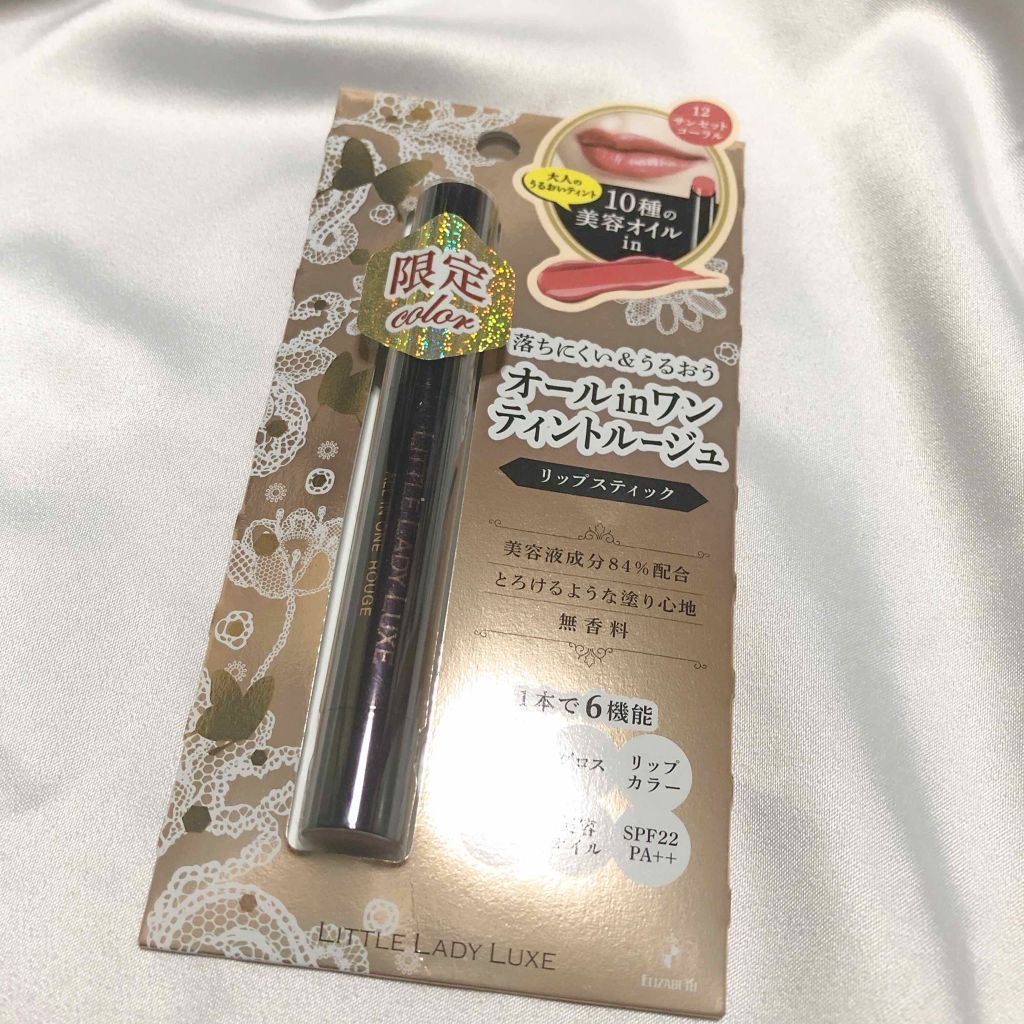 12
サンセット
コーラル
大人の
うるおいティント
10種の
美容オイル
in
限定
color
落ちにくい&うるおう
オールinワン
ティントルージュ
リップスティック
美容液成分84%配合
とろけるような塗り心地
無香料
1本で6機能
グロス
リップ
カラー
SPF22
PA++
LITTLE LADY LUXE
ALL IN ONE ROUGE
LITTLE LADY LUXE
ELIZABETH